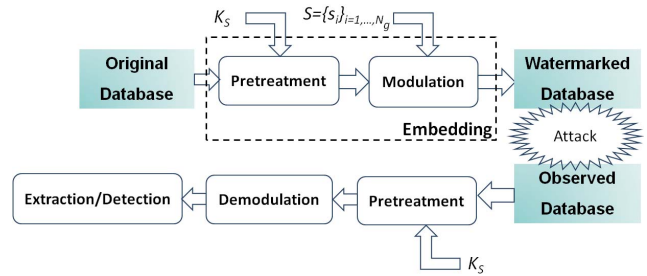 K_S
S={s_i}_{i=1,...,N_g}
Original
Database
Pretreatment
Modulation
Watermarked
Database
Embedding
Attack
Extraction/Detection
Demodulation
Pretreatment
Observed
Database
K_S